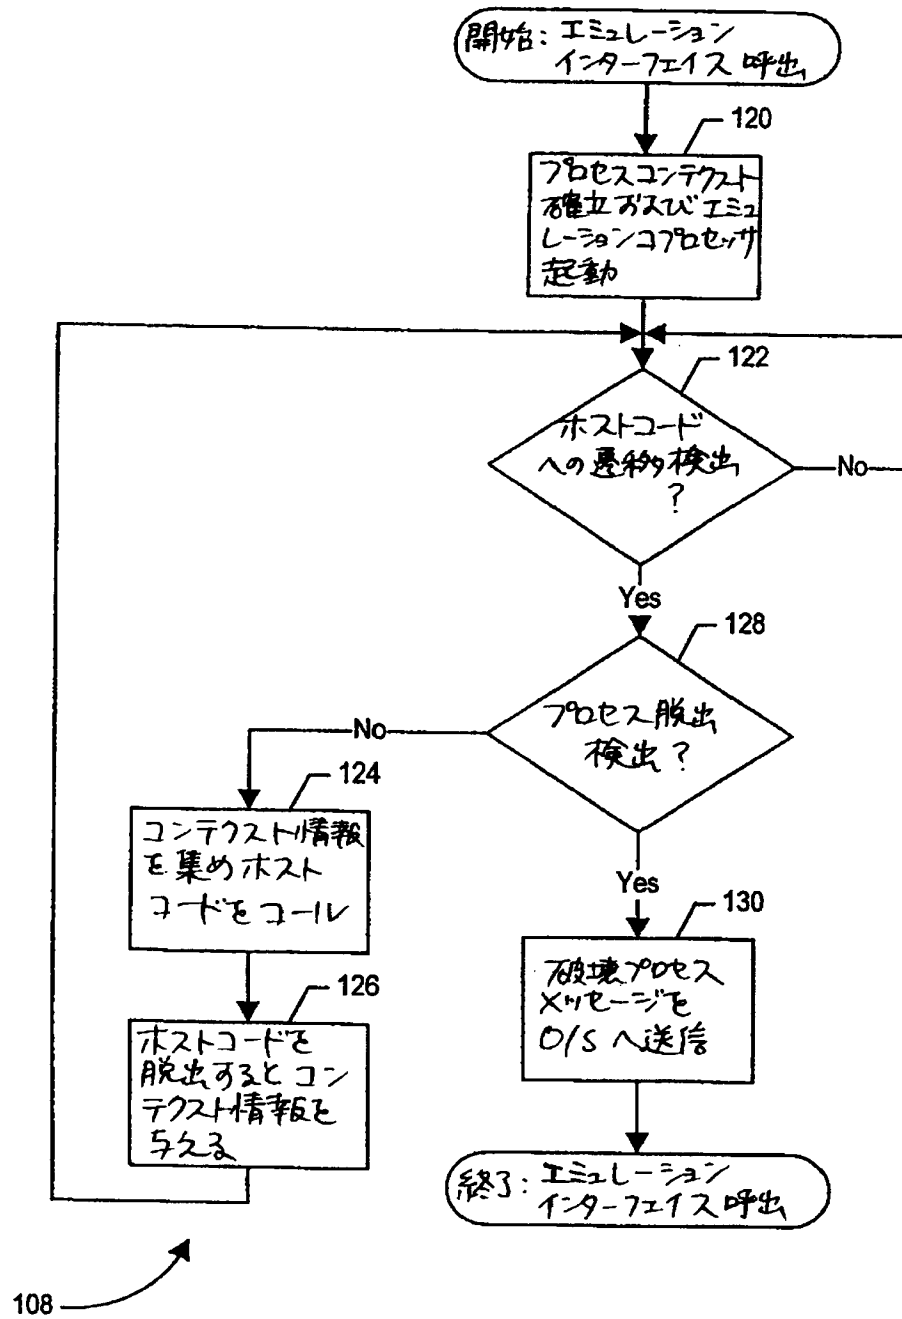 開始: エミュレーション
インターフェイス 呼出
120
プロセスコンテクスト
確立およびエミュ
レーションコプロセッサ
起動
122
ホストコード
への遷移検出
?
No
Yes
128
プロセス脱出
検出?
No
124
コンテクスト情報
を集めホスト
コードをコール
Yes
130
破壊プロセス
メッセージを
O/Sへ送信
126
ホストコードを
脱出するとコン
テクスト情報を
与える
終了: エミュレーション
インターフェイス 呼出
108